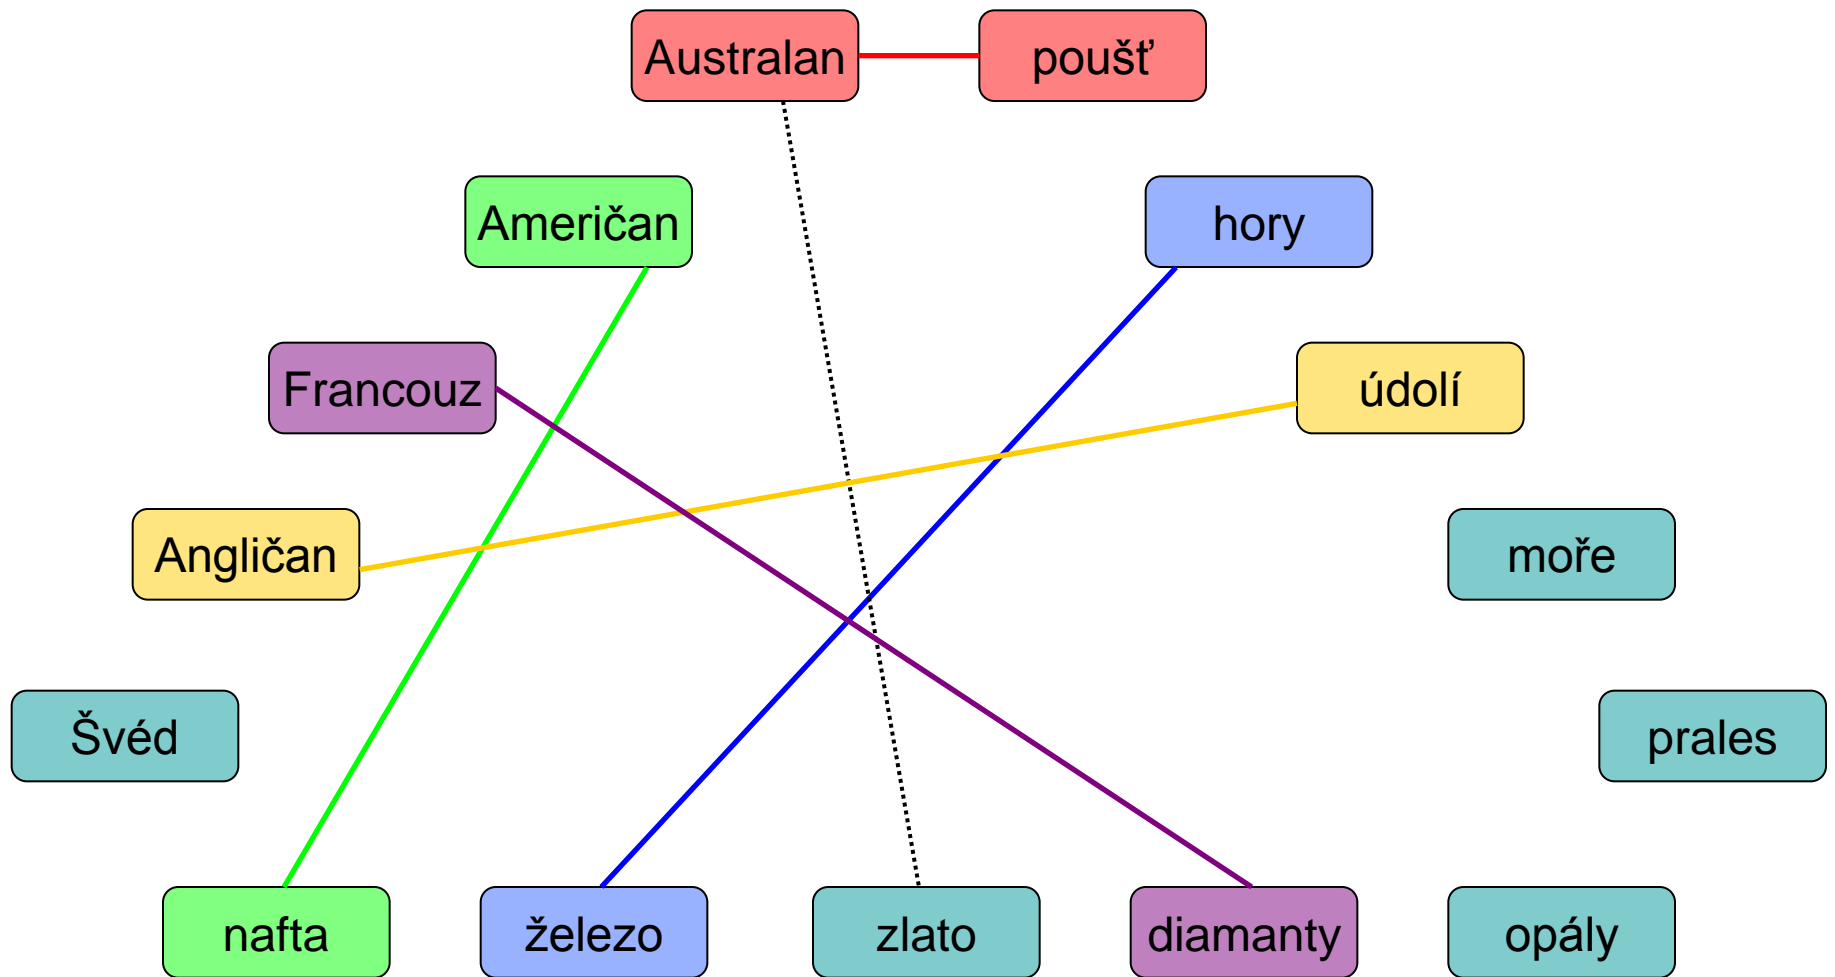 Australan poušť
Američan hory
Francouz údolí
Angličan moře
Švéd prales
nafta železo zlato diamanty opály